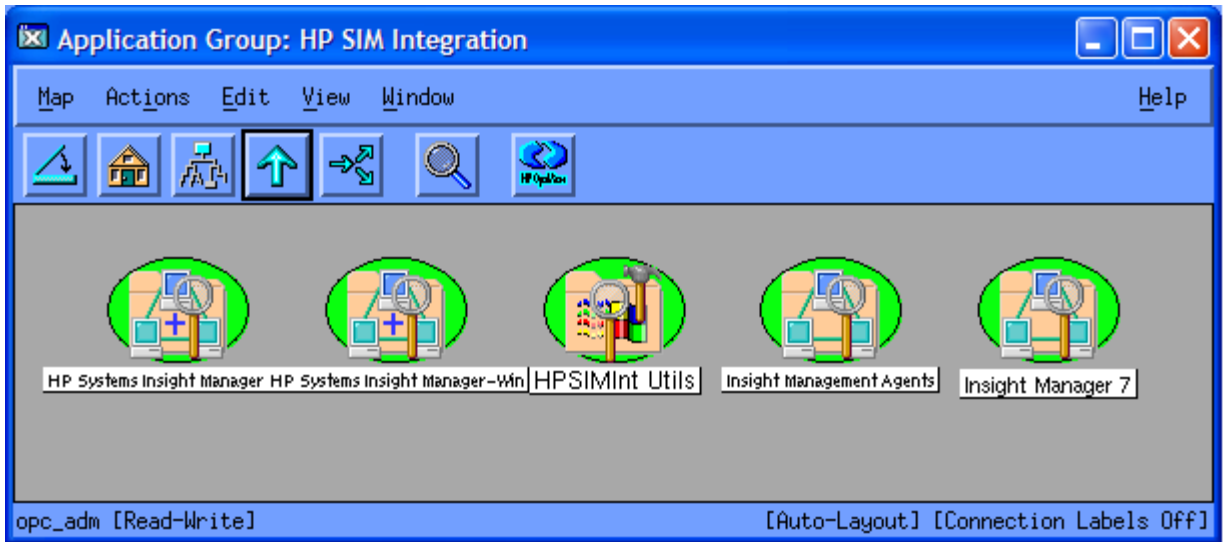 Application Group: HP SIM Integration
Map Actions Edit View Window Help
HP OpenView
HP Systems Insight Manager HP Systems Insight Manager-Win HPSIMInt Utils Insight Management Agents Insight Manager 7
opc_adm [Read-Write] [Auto-Layout] [Connection Labels Off]